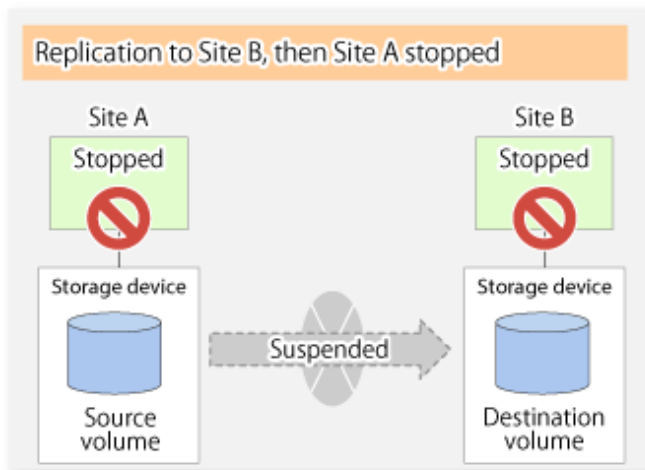 Replication to Site B, then Site A stopped
Site A
Site B
Stopped
Stopped
Storage device
Storage device
Suspended
Source
volume
Destination
volume